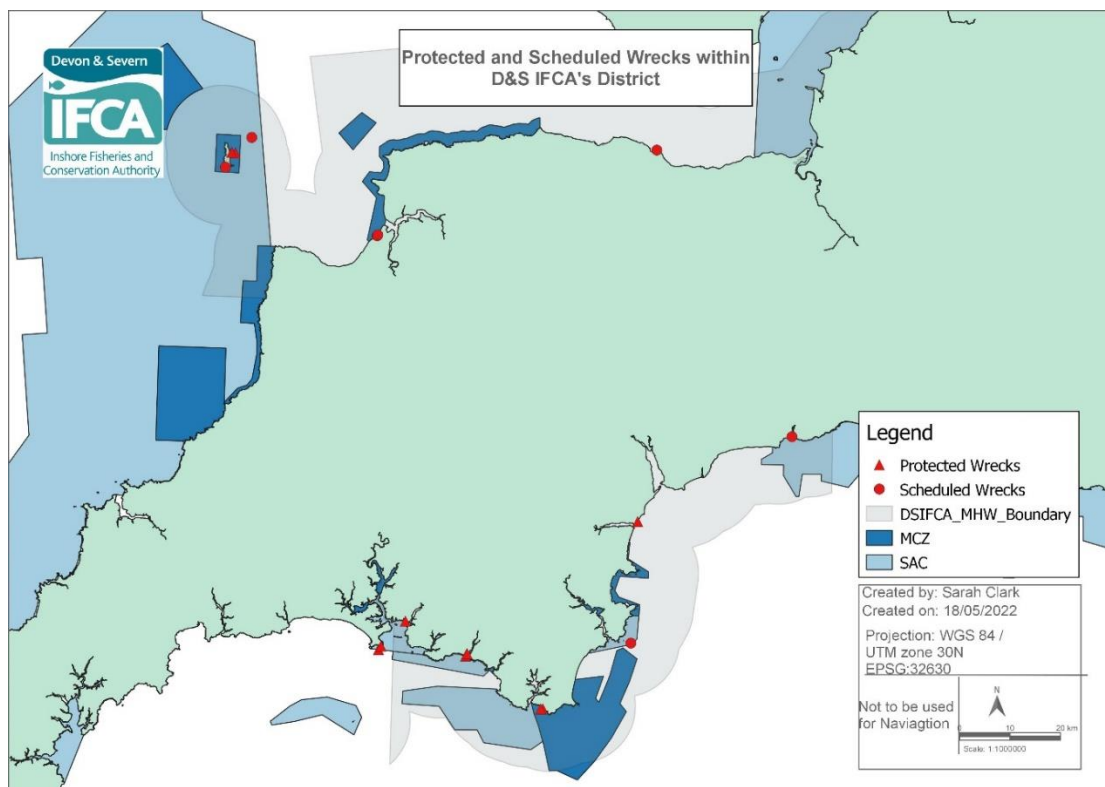 Devon & Severn
IFCA
Inshore Fisheries and
Conservation Authority
Protected and Scheduled Wrecks within
D&S IFCA's District
Legend
Protected Wrecks
Scheduled Wrecks
DSIFCA_MHW_Boundary
MCZ
SAC
Created by: Sarah Clark
Created on: 18/05/2022
Projection: WGS 84 /
UTM zone 30N
EPSG:32630
Not to be used
for Naviagtion
N
0 10 20 km
Scale: 1:1000000